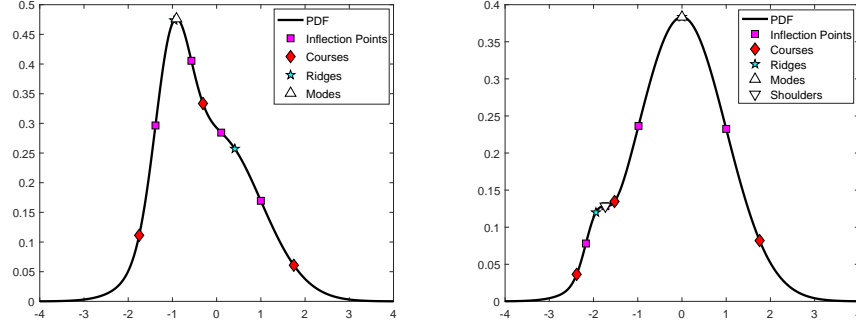 0.5
0.45
0.4
0.35
0.3
0.25
0.2
0.15
0.1
0.05
0
-4 -3 -2 -1 0 1 2 3 4
PDF
Inflection Points
Courses
Ridges
Modes
0.4
0.35
0.3
0.25
0.2
0.15
0.1
0.05
0
-4 -3 -2 -1 0 1 2 3 4
PDF
Inflection Points
Courses
Ridges
Modes
Shoulders